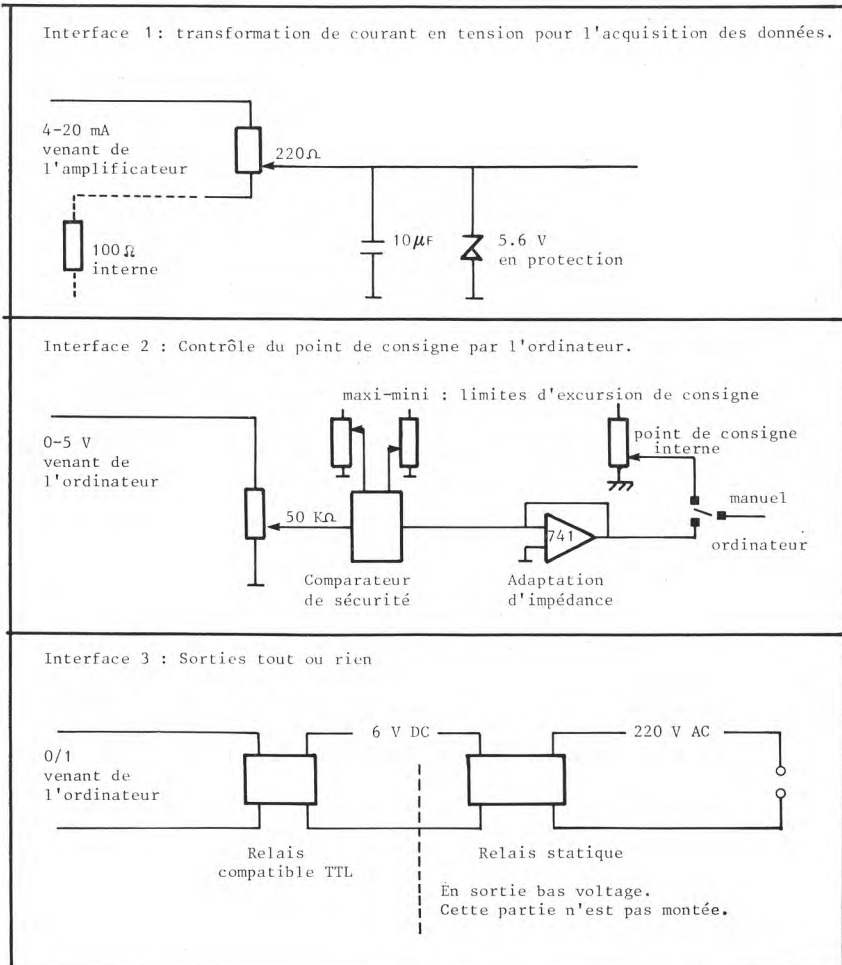 Interface 1: transformation de courant en tension pour l'acquisition des données.
4-20 mA
venant de
l'amplificateur
220Ω
100Ω
interne
10µF
5.6 V
en protection
Interface 2 : Contrôle du point de consigne par l'ordinateur.
maxi-mini : limites d'excursion de consigne
0-5 V
venant de
l'ordinateur
point de consigne
interne
50 KΩ
741
manuel
ordinateur
Comparateur
de sécurité
Adaptation
d'impédance
Interface 3 : Sorties tout ou rien
6 V DC
220 V AC
0/1
venant de
l'ordinateur
Relais
compatible TTL
Relais statique
En sortie bas voltage.
Cette partie n'est pas montée.